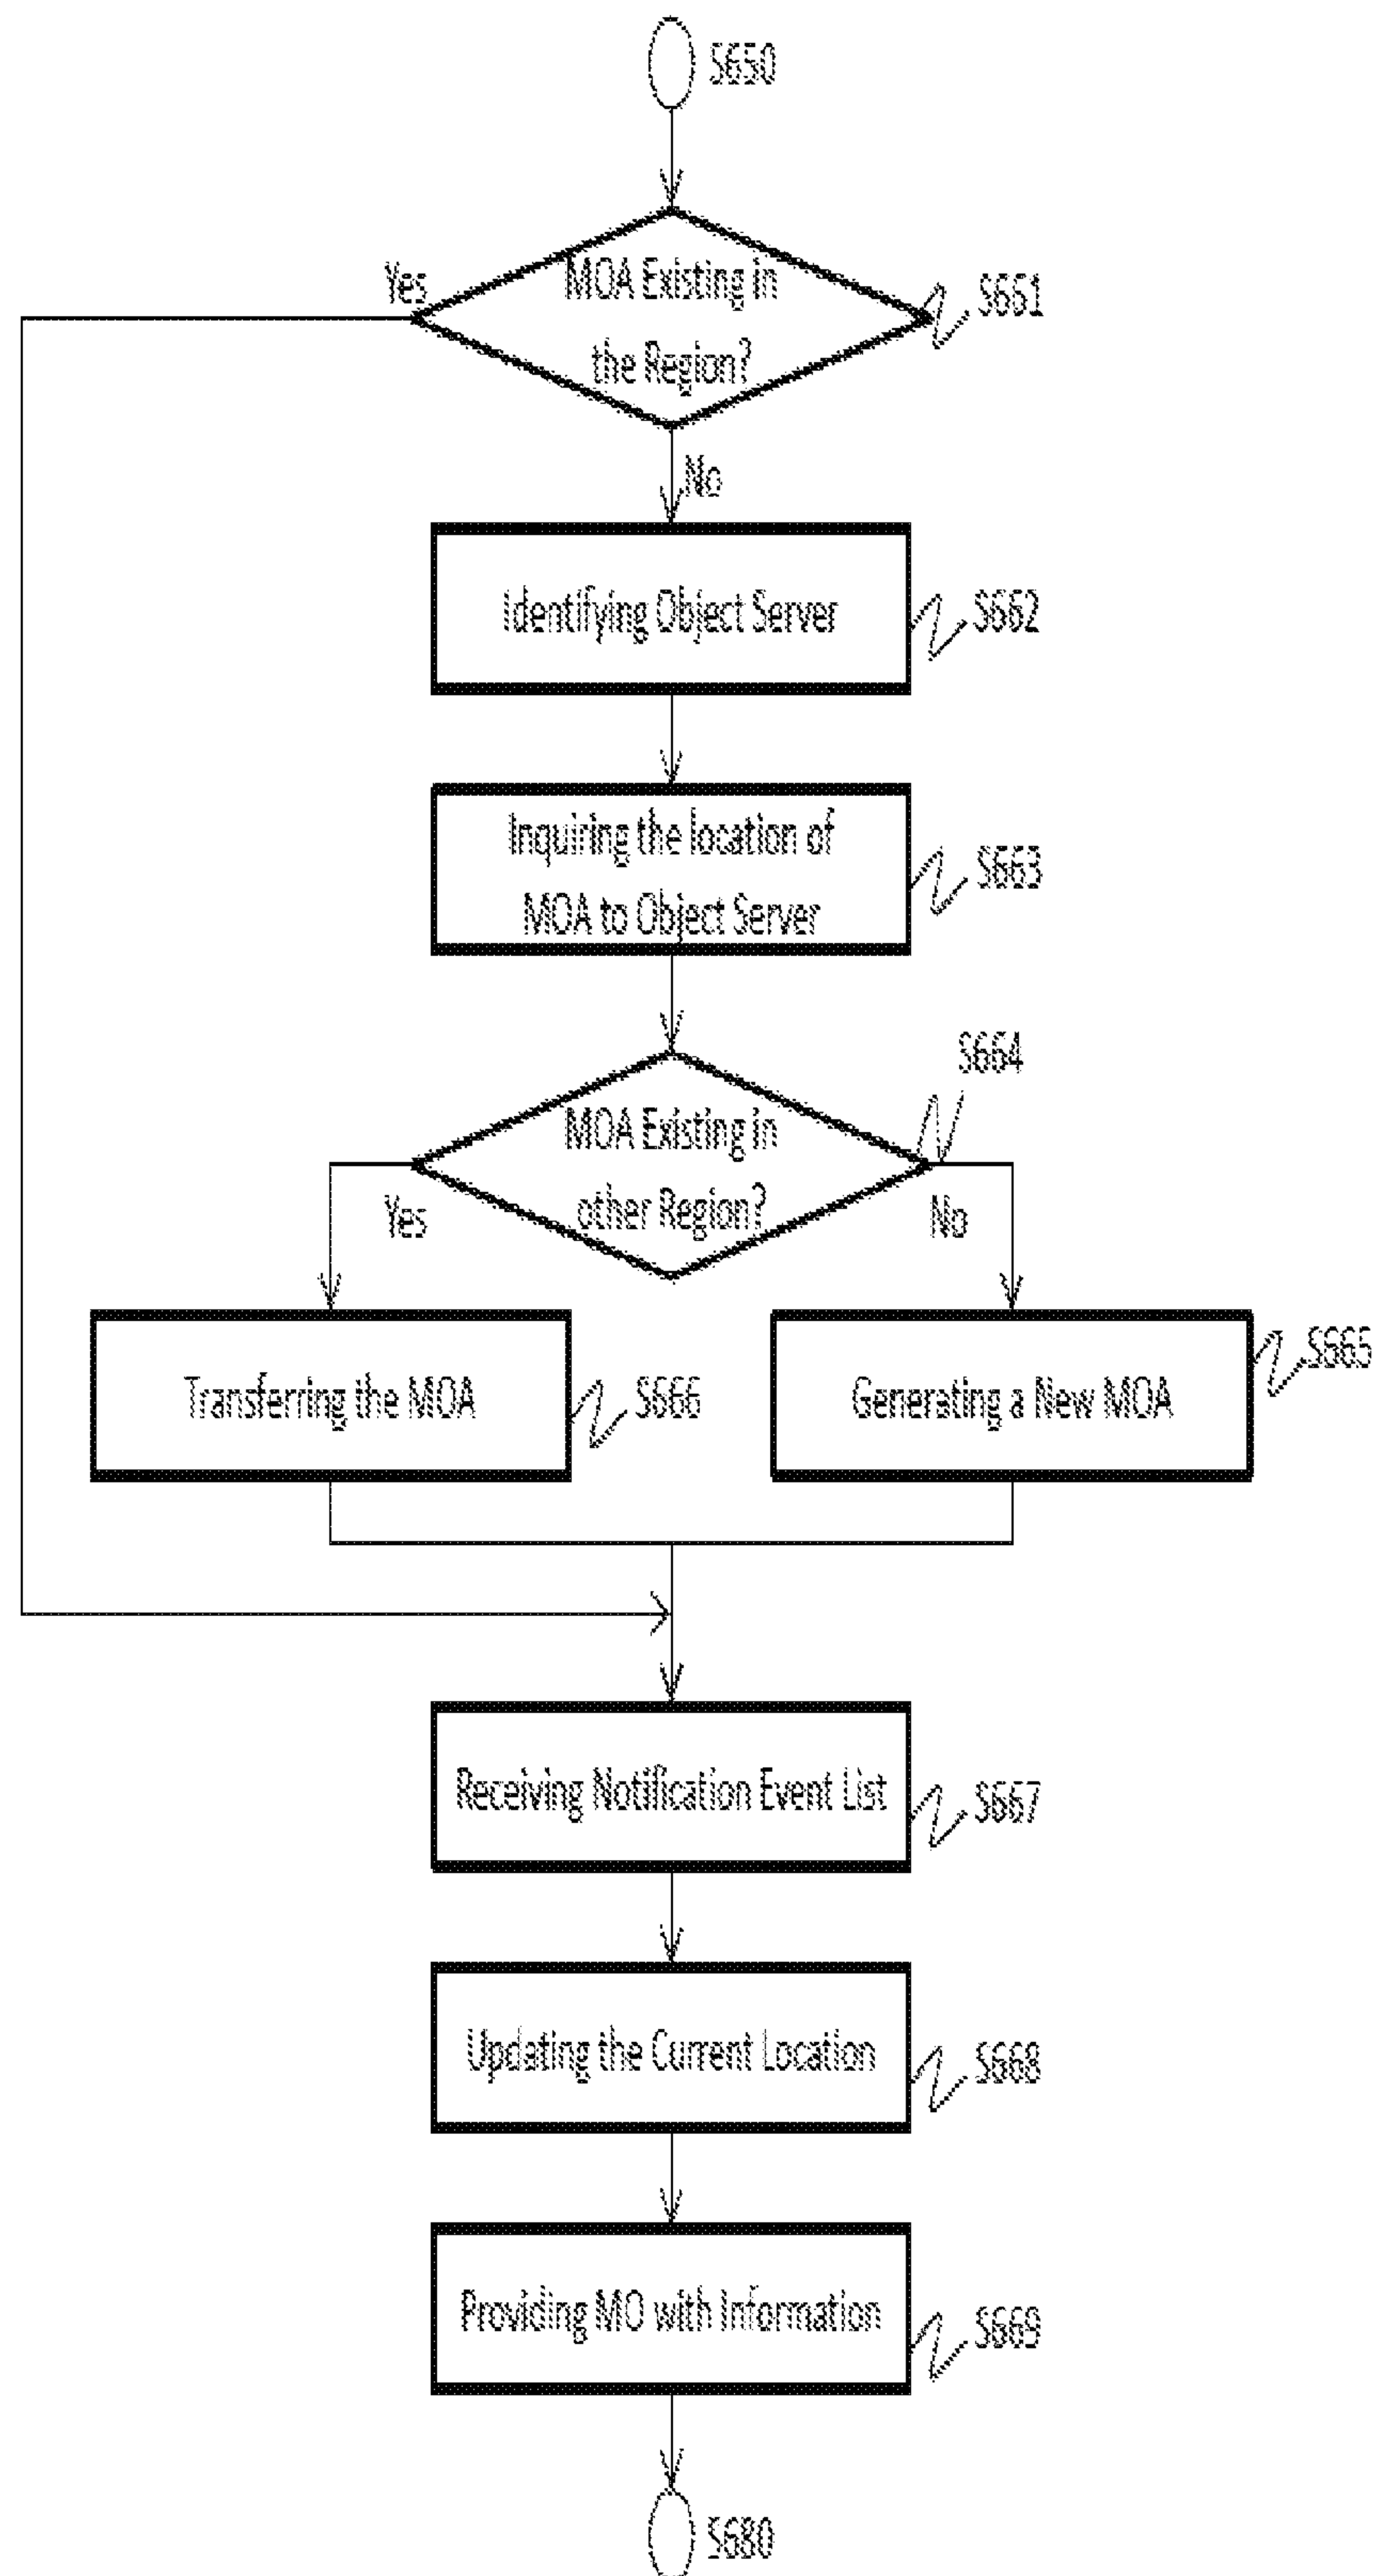 S650
Yes
MOA Existing in
the Region?
S661
No
Identifying Object Server
S662
Inquiring the location of
MOA to Object Server
S663
S664
MOA Existing in
other Region?
Yes
No
Transferring the MOA
S666
Generating a New MOA
S665
Receiving Notification Event List
S667
Updating the Current Location
S668
Providing MO with Information
S669
S680